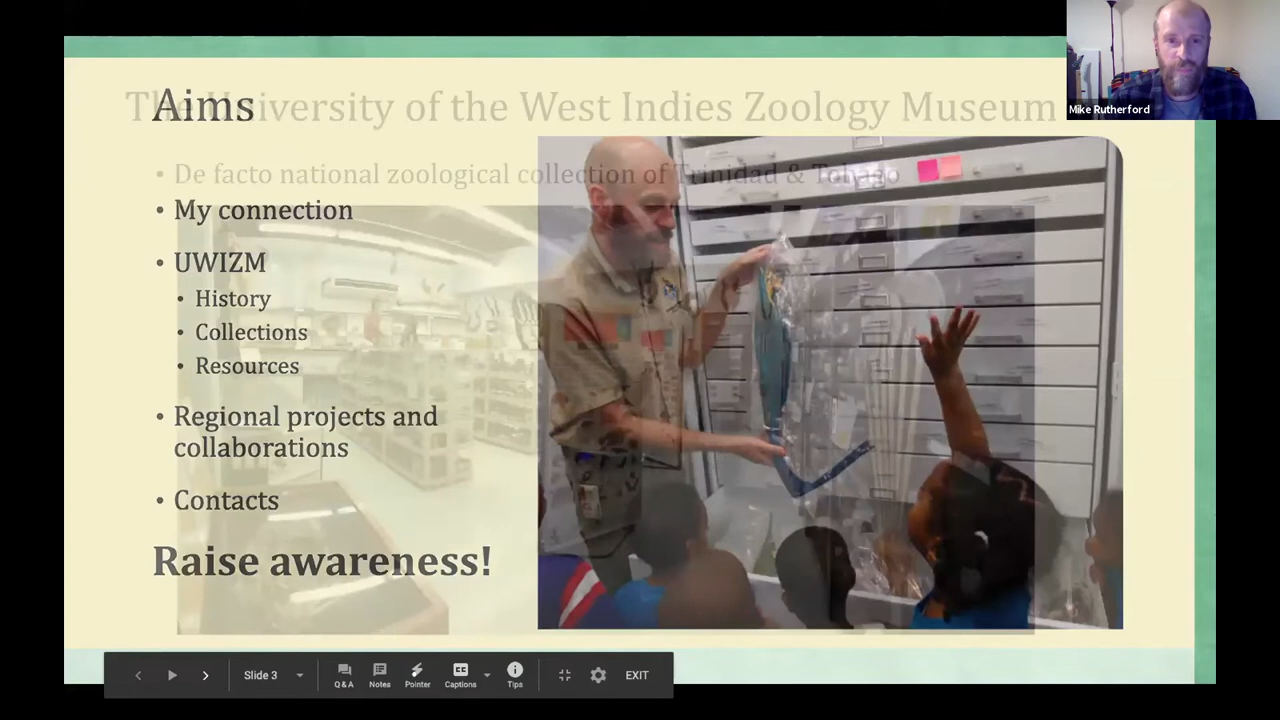 Mike Rutherford
Aims
The University of the West Indies Zoology Museum
• De facto national zoological collection of Trinidad & Tobago
• My connection
• UWIZM
• History
• Collections
• Resources
• Regional projects and
collaborations
• Contacts
Raise awareness!
Slide 3
Q&A
Notes
Pointer
Captions
Tips
EXIT